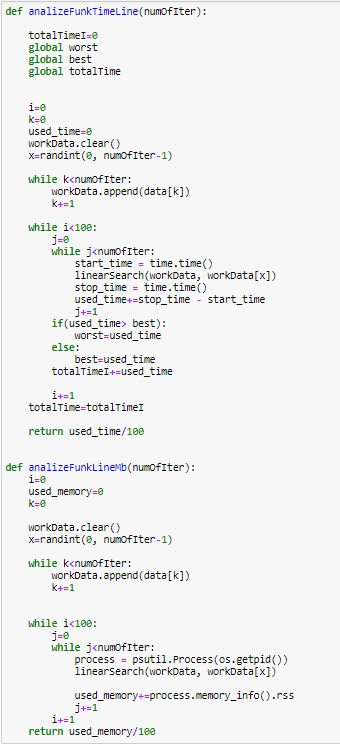 def analizeFunkTimeLine(numOfIter):
    totalTimeI=0
    global worst
    global best
    global totalTime
    i=0
    k=0
    used_time=0
    workData.clear()
    x=randint(0, numOfIter-1)
    while k<numOfIter:
        workData.append(data[k])
        k+=1
    while i<100:
        j=0
        while j<numOfIter:
            start_time = time.time()
            linearSearch(workData, workData[x])
            stop_time = time.time()
            used_time+=stop_time - start_time
            j+=1
        if(used_time> best):
            worst=used_time
        else:
            best=used_time
        totalTimeI+=used_time
        i+=1
    totalTime=totalTimeI
    return used_time/100
def analizeFunkLineMb(numOfIter):
    i=0
    used_memory=0
    k=0
    workData.clear()
    x=randint(0, numOfIter-1)
    while k<numOfIter:
        workData.append(data[k])
        k+=1
    while i<100:
        j=0
        while j<numOfIter:
            process = psutil.Process(os.getpid())
            linearSearch(workData, workData[x])
            used_memory+=process.memory_info().rss
            j+=1
        i+=1
    return used_memory/100